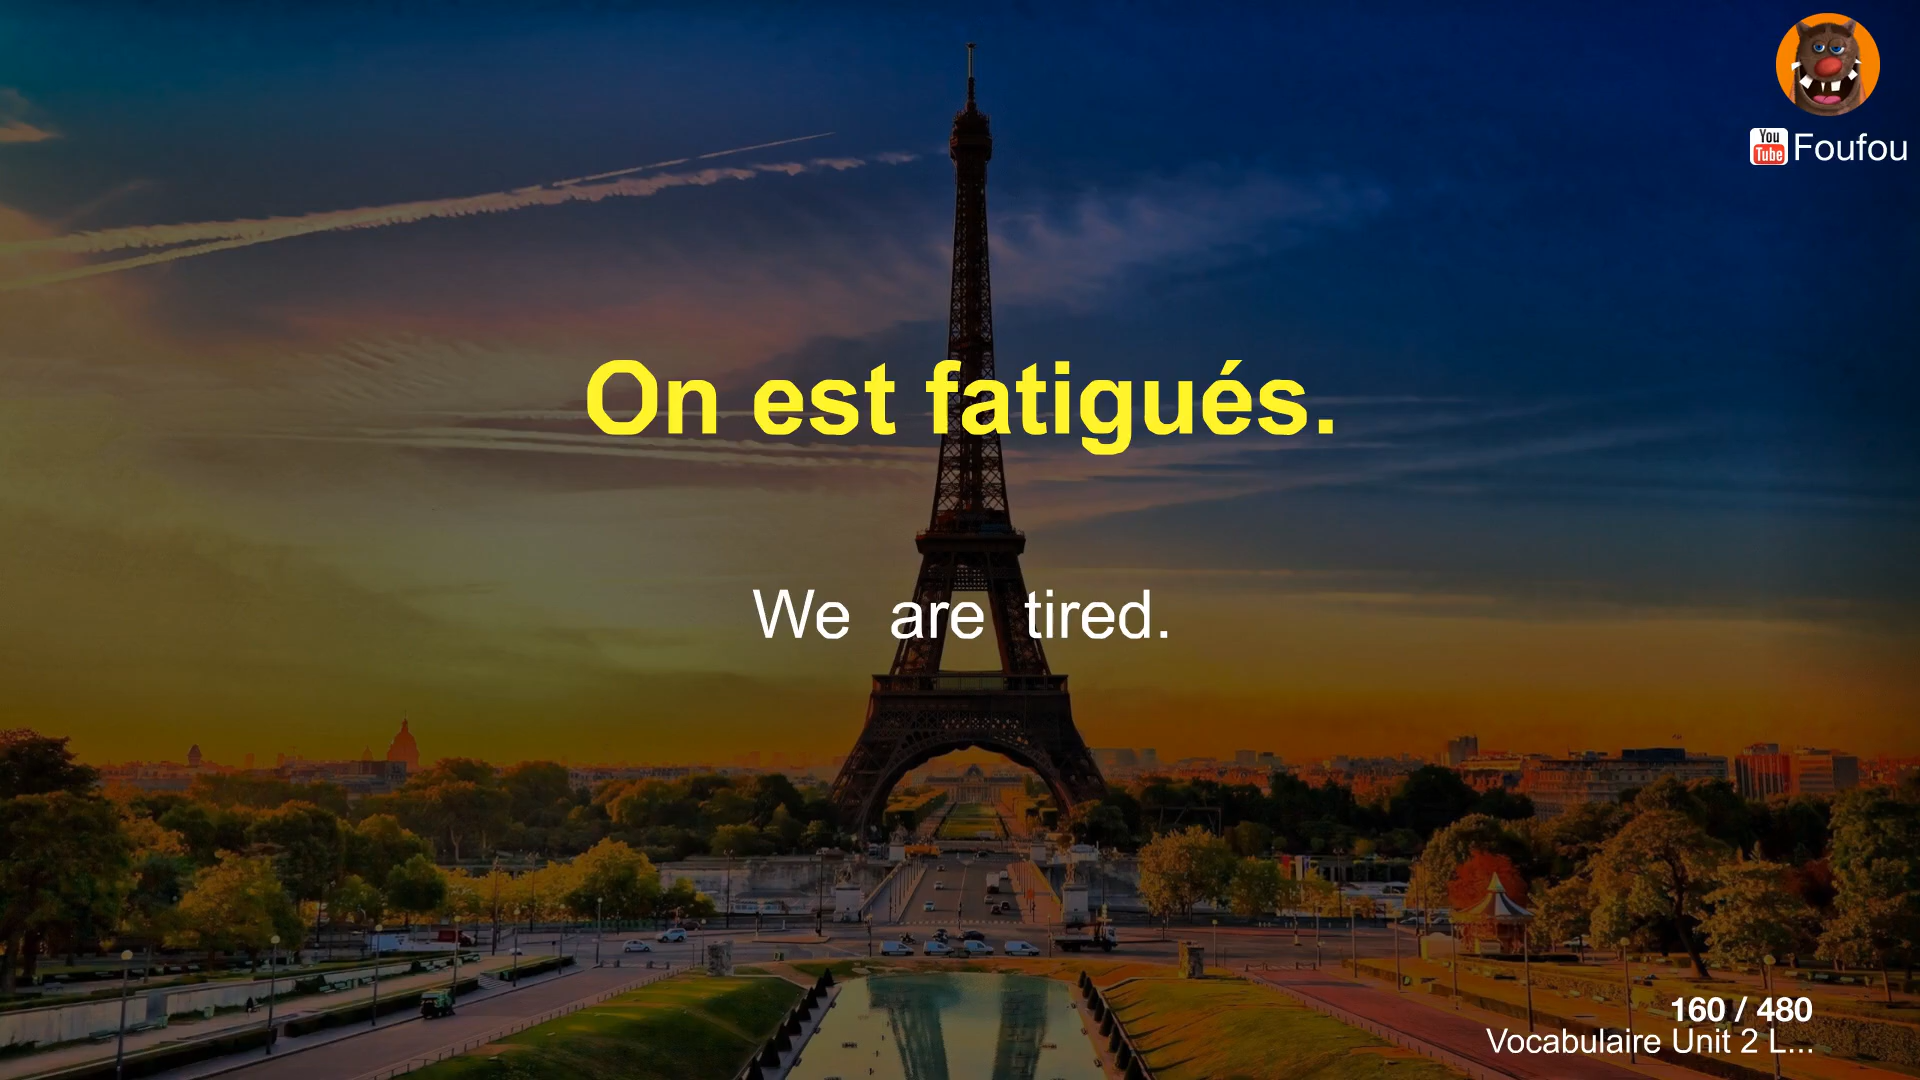 You
Tube Foufou
On est fatigués.
We are tired.
160 / 480
Vocabulaire Unit 2 L...